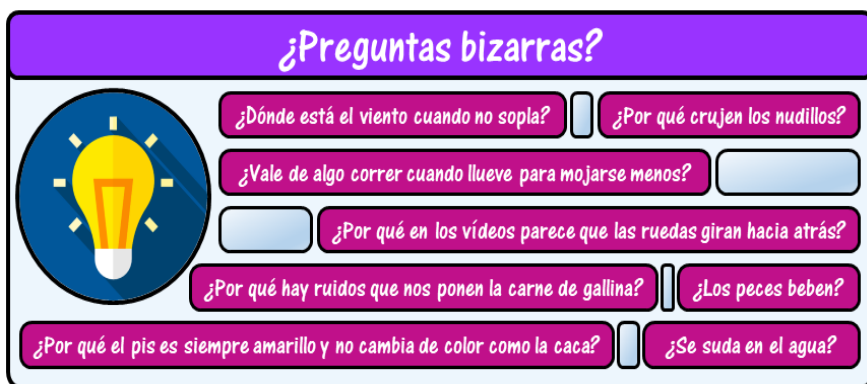 ¿Preguntas bizarras?
¿Dónde está el viento cuando no sopla? ¿Por qué crujen los nudillos?
¿Vale de algo correr cuando llueve para mojarse menos?
¿Por qué en los vídeos parece que las ruedas giran hacia atrás?
¿Por qué hay ruidos que nos ponen la carne de gallina? ¿Los peces beben?
¿Por qué el pis es siempre amarillo y no cambia de color como la caca? ¿Se suda en el agua?